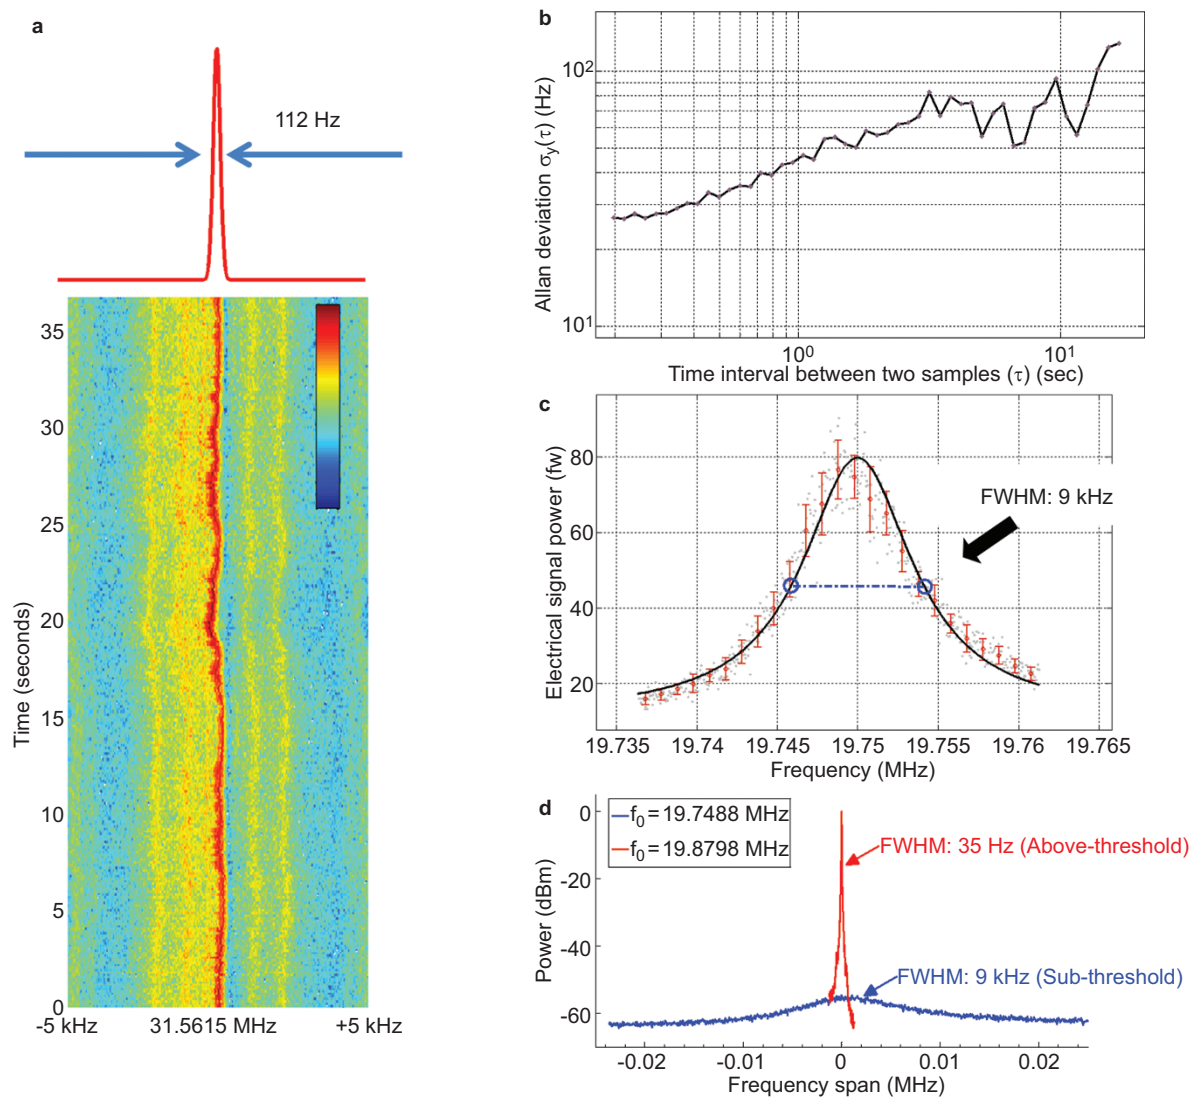 a
112 Hz
35
30
25
20
15
10
5
0
Time (seconds)
-5 kHz 31.5615 MHz +5 kHz
b
10²
10¹
Allan deviation σy(τ) (Hz)
10⁰ 10¹
Time interval between two samples (τ) (sec)
c
80
60
40
20
Electrical signal power (fw)
FWHM: 9 kHz
19.735 19.74 19.745 19.75 19.755 19.76 19.765
Frequency (MHz)
d
f₀ = 19.7488 MHz
f₀ = 19.8798 MHz
FWHM: 35 Hz (Above-threshold)
FWHM: 9 kHz (Sub-threshold)
0
-20
-40
-60
Power (dBm)
-0.02 -0.01 0 0.01 0.02
Frequency span (MHz)